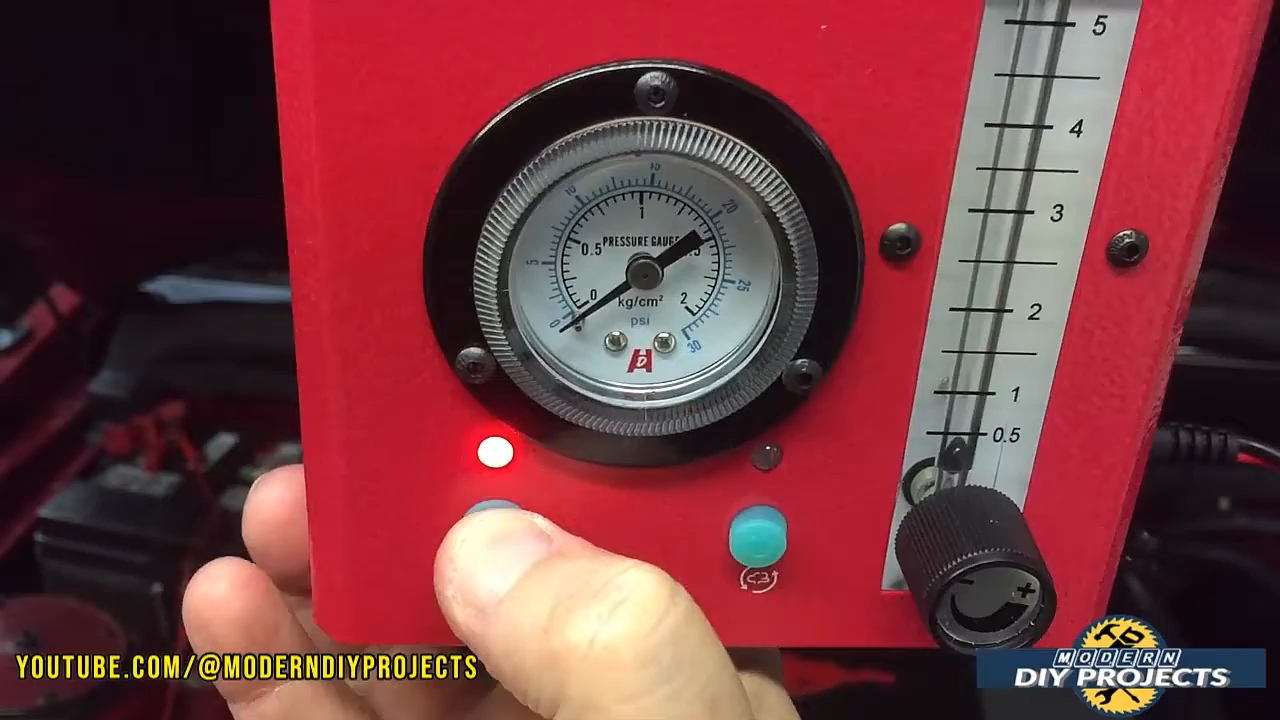 5
4
3
2
1
0.5
15
10
20
5
25
0
30
1
0.5
PRESSURE GAUGE
0
2
kg/cm²
psi
H
D
- +
YOUTUBE.COM/@MODERNDIYPROJECTS
MODERN
DIY PROJECTS